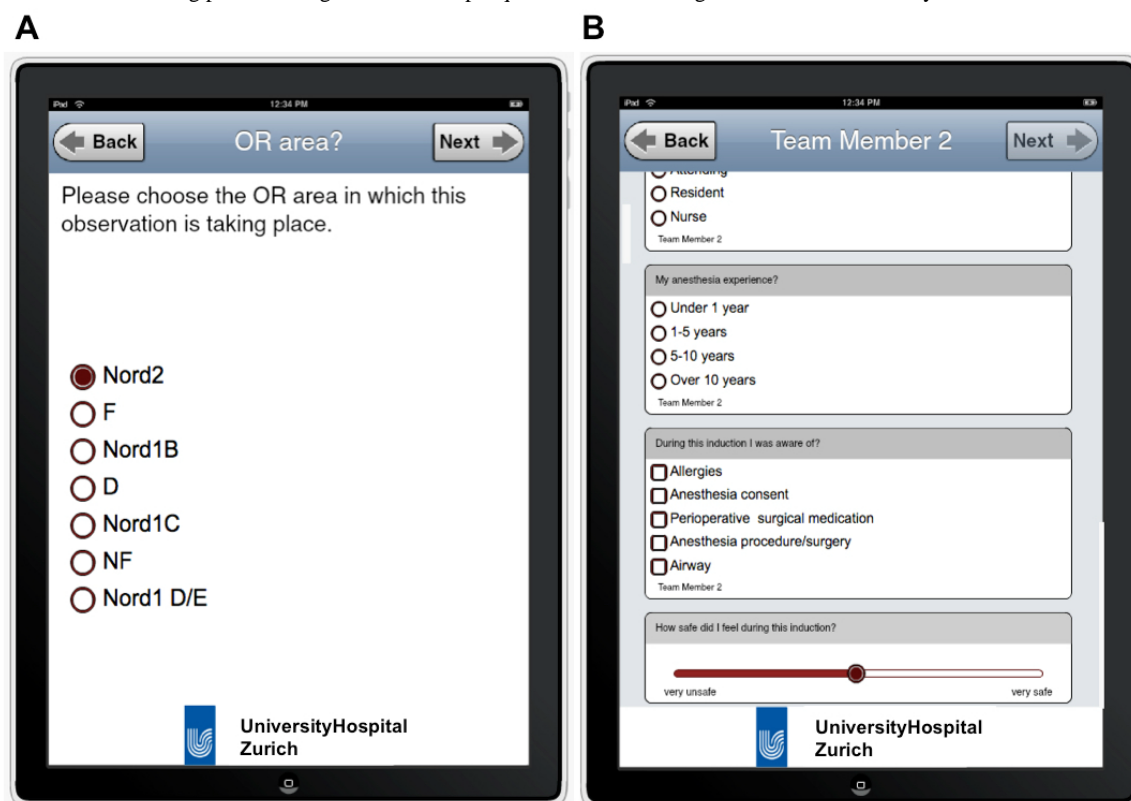 A
B
iPad 12:34 PM
Back OR area? Next
Please choose the OR area in which this
observation is taking place.
Nord2
F
Nord1B
D
Nord1C
NF
Nord1 D/E
UniversityHospital
Zurich
iPad 12:34 PM
Back Team Member 2 Next
Attending
Resident
Nurse
Team Member 2
My anesthesia experience?
Under 1 year
1-5 years
5-10 years
Over 10 years
Team Member 2
During this induction I was aware of?
Allergies
Anesthesia consent
Perioperative surgical medication
Anesthesia procedure/surgery
Airway
Team Member 2
How safe did I feel during this induction?
very unsafe very safe
UniversityHospital
Zurich